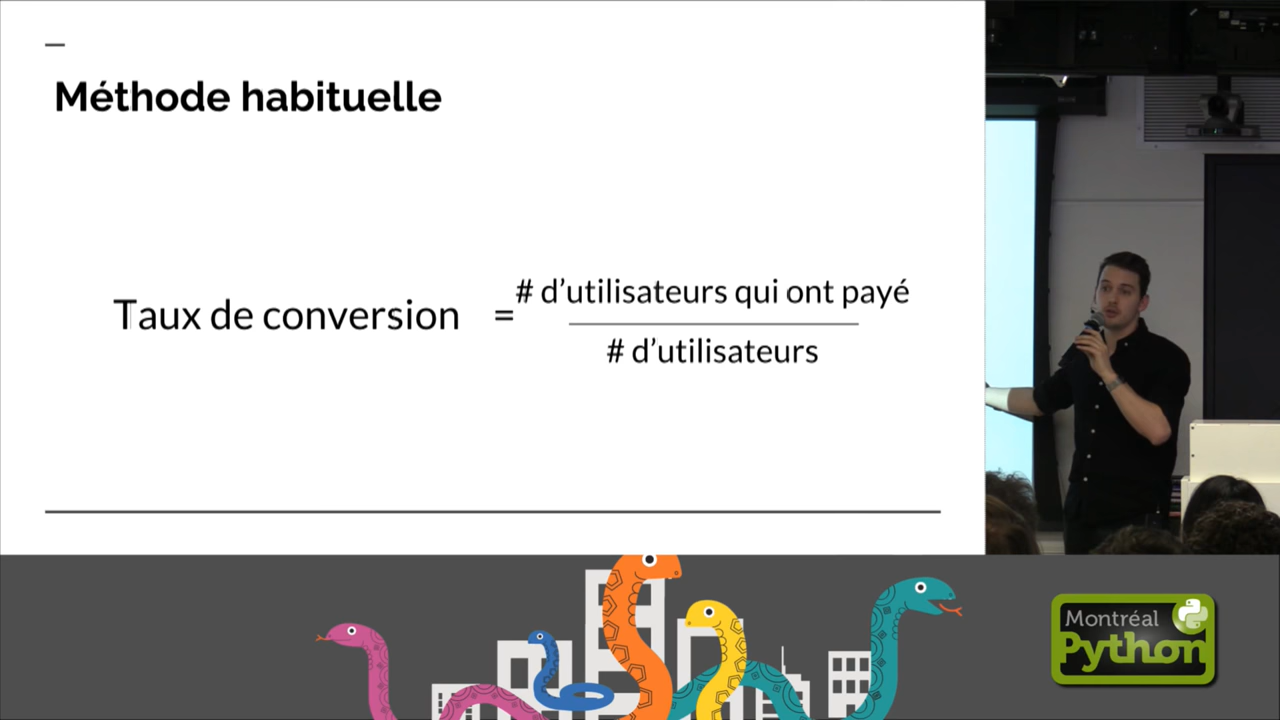 Méthode habituelle
Taux de conversion =
# d’utilisateurs qui ont payé
# d’utilisateurs
Montréal
Python